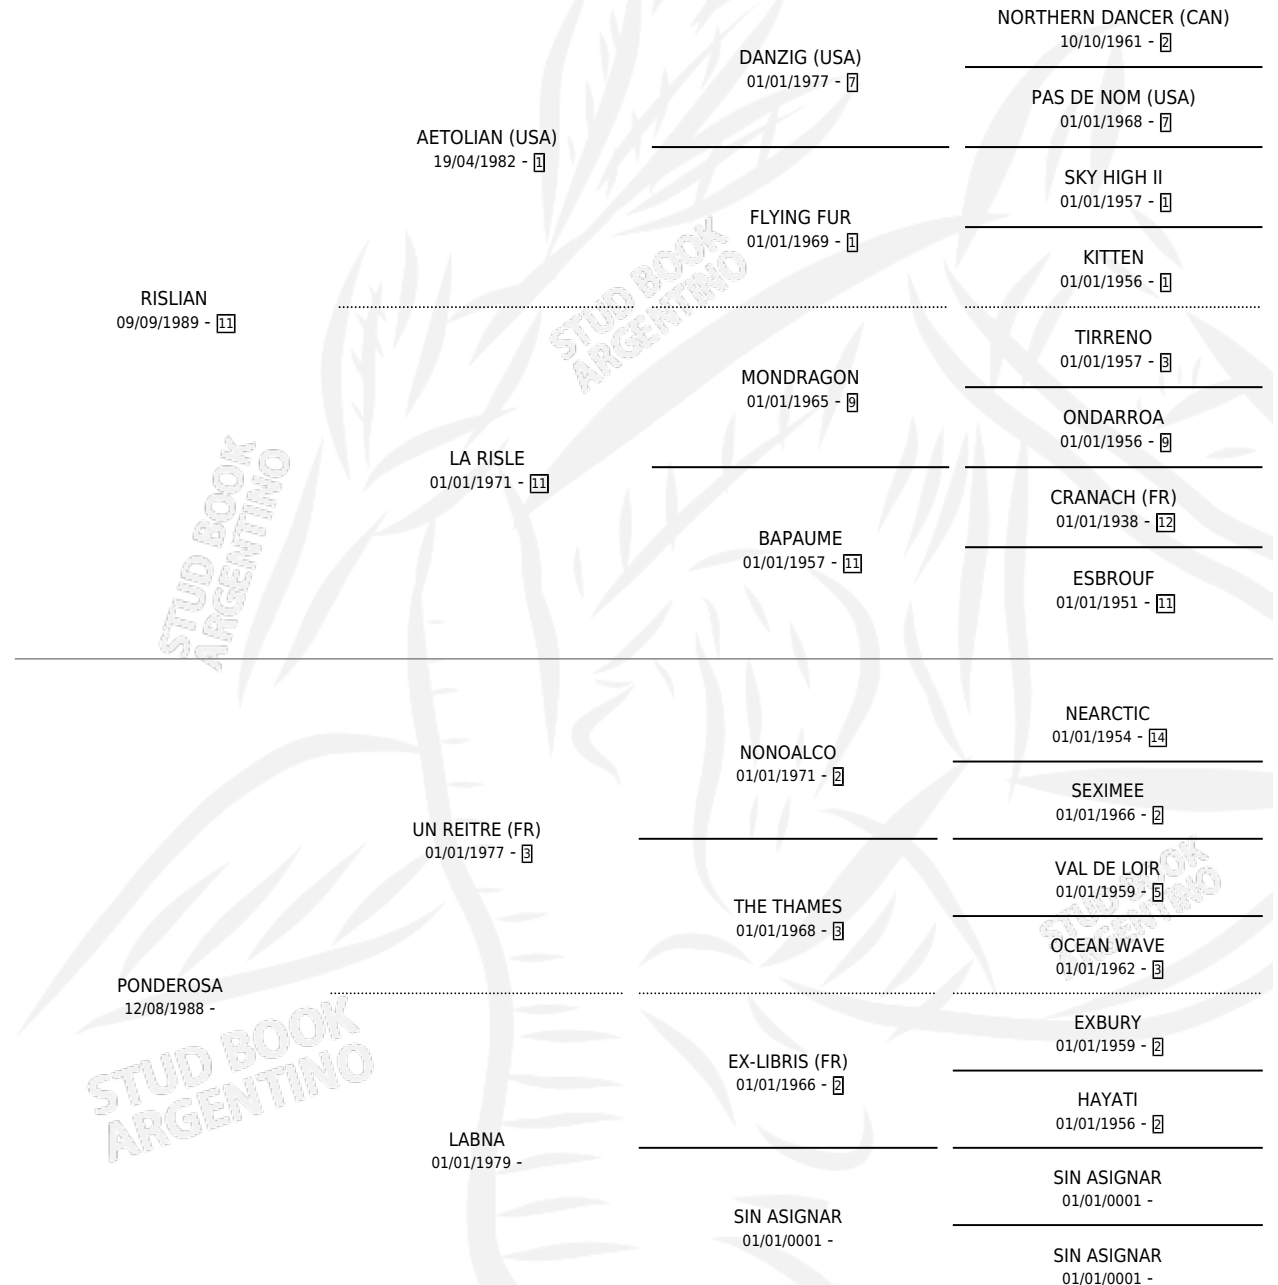 NORTHERN DANCER (CAN)
10/10/1961 - 2
DANZIG (USA)
01/01/1977 - 7
PAS DE NOM (USA)
01/01/1968 - 7
AETOLIAN (USA)
19/04/1982 - 1
SKY HIGH II
01/01/1957 - 1
FLYING FUR
01/01/1969 - 1
KITTEN
01/01/1956 - 1
RISLIAN
09/09/1989 - 11
STUD BOOK
ARGENTINO
TIRRENO
01/01/1957 - 3
MONDRAGON
01/01/1965 - 9
ONDARROA
01/01/1956 - 9
LA RISLE
01/01/1971 - 11
CRANACH (FR)
01/01/1938 - 12
BAPAUME
01/01/1957 - 11
ESBROUF
01/01/1951 - 11
STUD BOOK
ARGENTINO
NEARCTIC
01/01/1954 - 14
NONOALCO
01/01/1971 - 2
SEXIMEE
01/01/1966 - 2
UN REITRE (FR)
01/01/1977 - 3
VAL DE LOIR
01/01/1959 - 5
THE THAMES
01/01/1968 - 3
STUD BOOK
ARGENTINO
OCEAN WAVE
01/01/1962 - 3
PONDEROSA
12/08/1988 -
STUD BOOK
ARGENTINO
EXBURY
01/01/1959 - 2
EX-LIBRIS (FR)
01/01/1966 - 2
HAYATI
01/01/1956 - 2
LABNA
01/01/1979 -
SIN ASIGNAR
01/01/0001 -
SIN ASIGNAR
01/01/0001 -
SIN ASIGNAR
01/01/0001 -